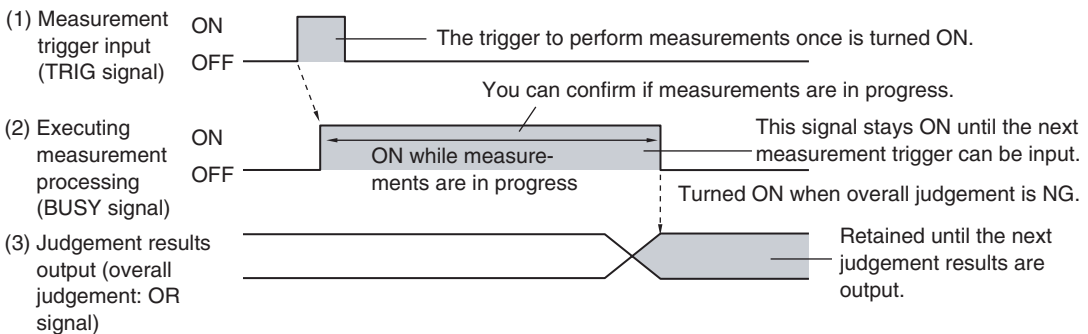 (1) Measurement
trigger input
(TRIG signal)
ON
OFF
The trigger to perform measurements once is turned ON.
You can confirm if measurements are in progress.
(2) Executing
measurement
processing
(BUSY signal)
ON
OFF
ON while measure-
ments are in progress
This signal stays ON until the next
measurement trigger can be input.
Turned ON when overall judgement is NG.
(3) Judgement results
output (overall
judgement: OR
signal)
Retained until the next
judgement results are
output.